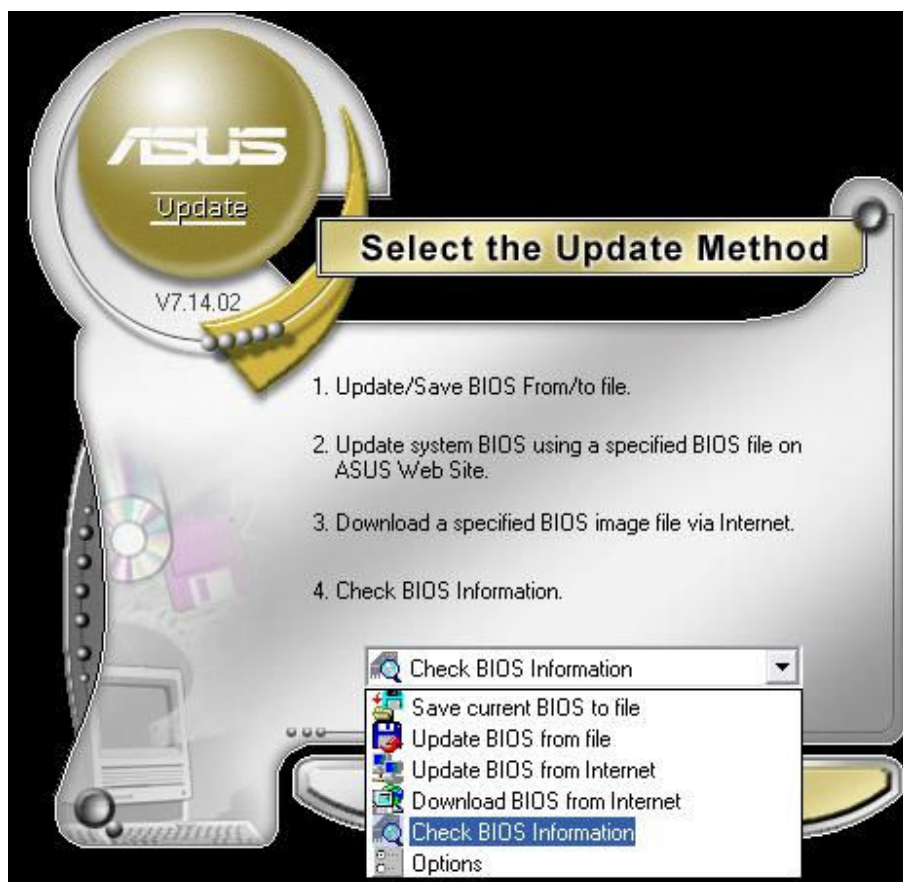 ASUS
Update
V7.14.02
Select the Update Method
1. Update/Save BIOS From/to file.
2. Update system BIOS using a specified BIOS file on
ASUS Web Site.
3. Download a specified BIOS image file via Internet.
4. Check BIOS Information.
Check BIOS Information
Save current BIOS to file
Update BIOS from file
Update BIOS from Internet
Download BIOS from Internet
Check BIOS Information
Options